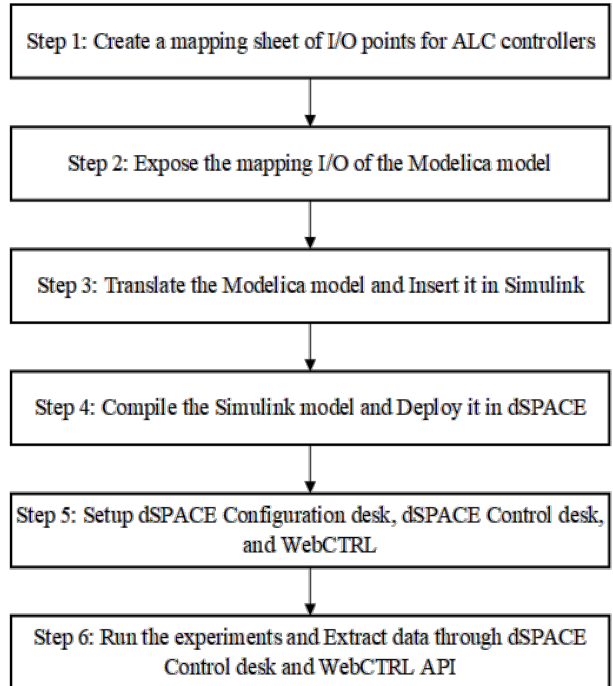 Step 1: Create a mapping sheet of I/O points for ALC controllers
Step 2: Expose the mapping I/O of the Modelica model
Step 3: Translate the Modelica model and Insert it in Simulink
Step 4: Compile the Simulink model and Deploy it in dSPACE
Step 5: Setup dSPACE Configuration desk, dSPACE Control desk,
and WebCTRL
Step 6: Run the experiments and Extract data through dSPACE
Control desk and WebCTRL API